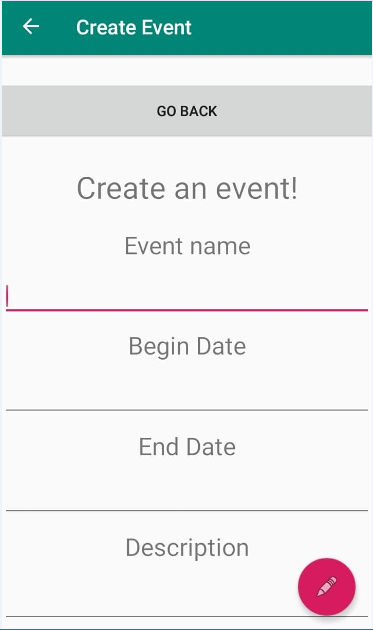 Create Event
GO BACK
Create an event!
Event name
Begin Date
End Date
Description